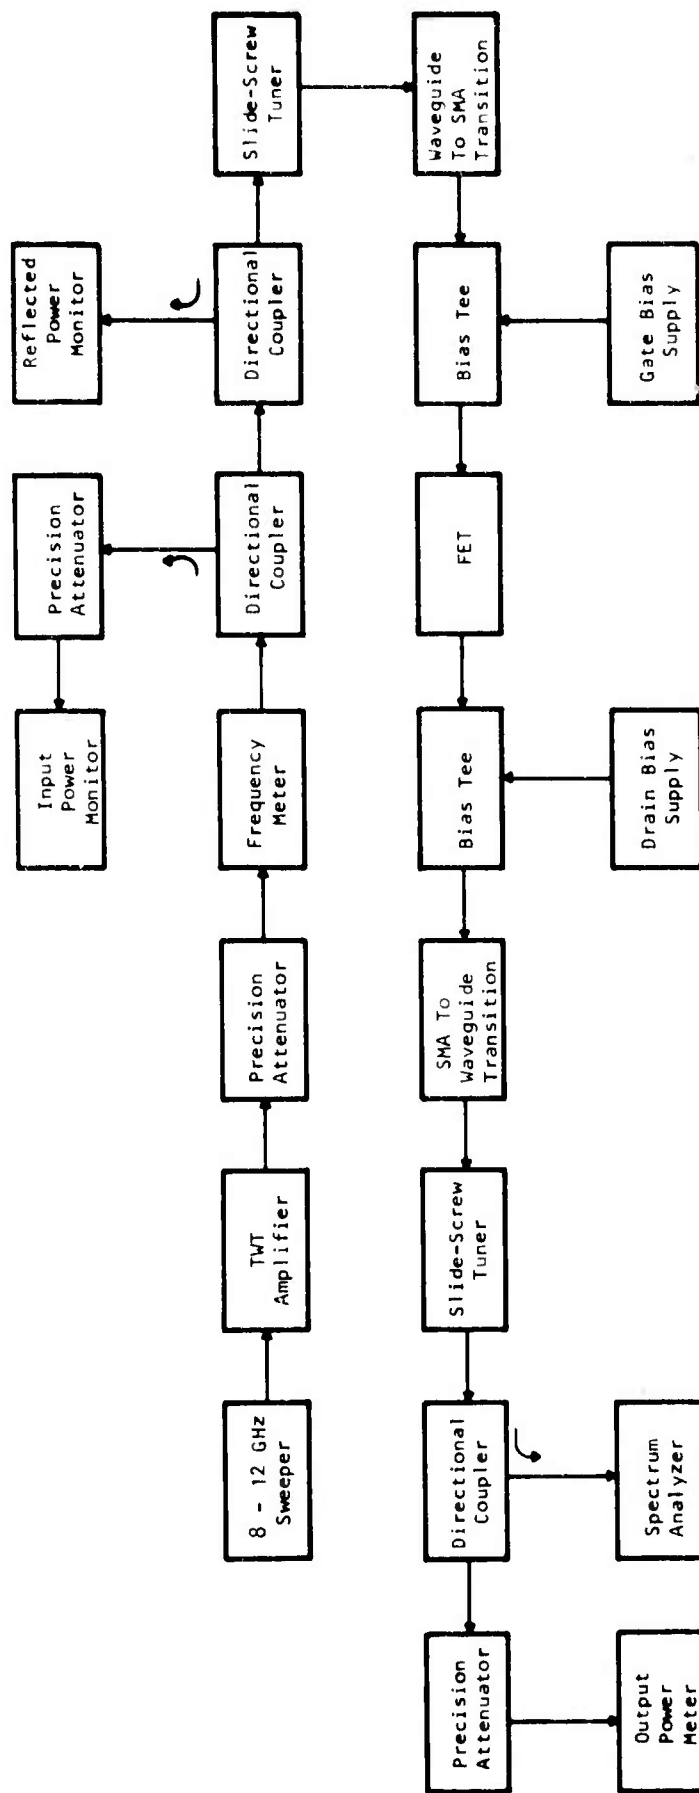 8 - 12 GHz
Sweeper
TWT
Amplifier
Precision
Attenuator
Frequency
Meter
Directional
Coupler
Precision
Attenuator
Input
Power
Monitor
Directional
Coupler
Reflected
Power
Monitor
Slide-Screw
Tuner
Waveguide
To SMA
Transition
Bias Tee
Gate Bias
Supply
FET
Bias Tee
Drain Bias
Supply
SMA To
Waveguide
Transition
Slide-Screw
Tuner
Directional
Coupler
Spectrum
Analyzer
Precision
Attenuator
Output
Power
Meter